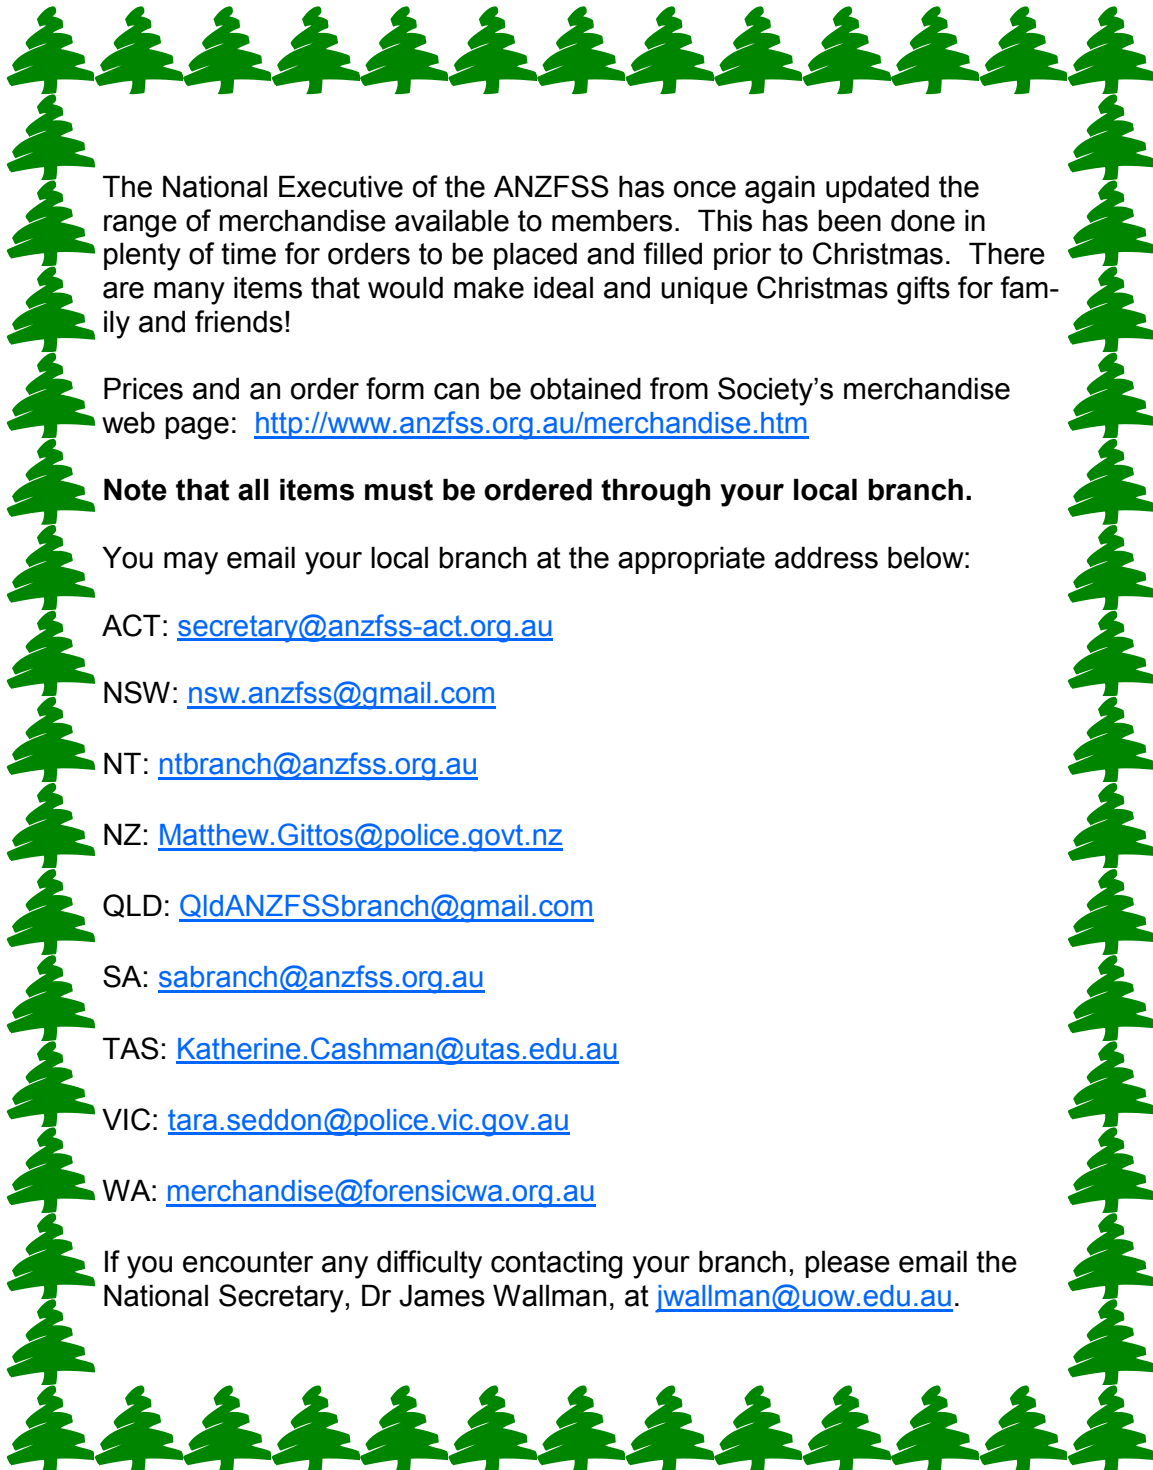 The National Executive of the ANZFSS has once again updated the
range of merchandise available to members.  This has been done in
plenty of time for orders to be placed and filled prior to Christmas.  There
are many items that would make ideal and unique Christmas gifts for fam-
ily and friends!
Prices and an order form can be obtained from Society’s merchandise
web page:  http://www.anzfss.org.au/merchandise.htm
Note that all items must be ordered through your local branch.
You may email your local branch at the appropriate address below:
ACT: secretary@anzfss-act.org.au
NSW: nsw.anzfss@gmail.com
NT: ntbranch@anzfss.org.au
NZ: Matthew.Gittos@police.govt.nz
QLD: QldANZFSSbranch@gmail.com
SA: sabranch@anzfss.org.au
TAS: Katherine.Cashman@utas.edu.au
VIC: tara.seddon@police.vic.gov.au
WA: merchandise@forensicwa.org.au
If you encounter any difficulty contacting your branch, please email the
National Secretary, Dr James Wallman, at jwallman@uow.edu.au.